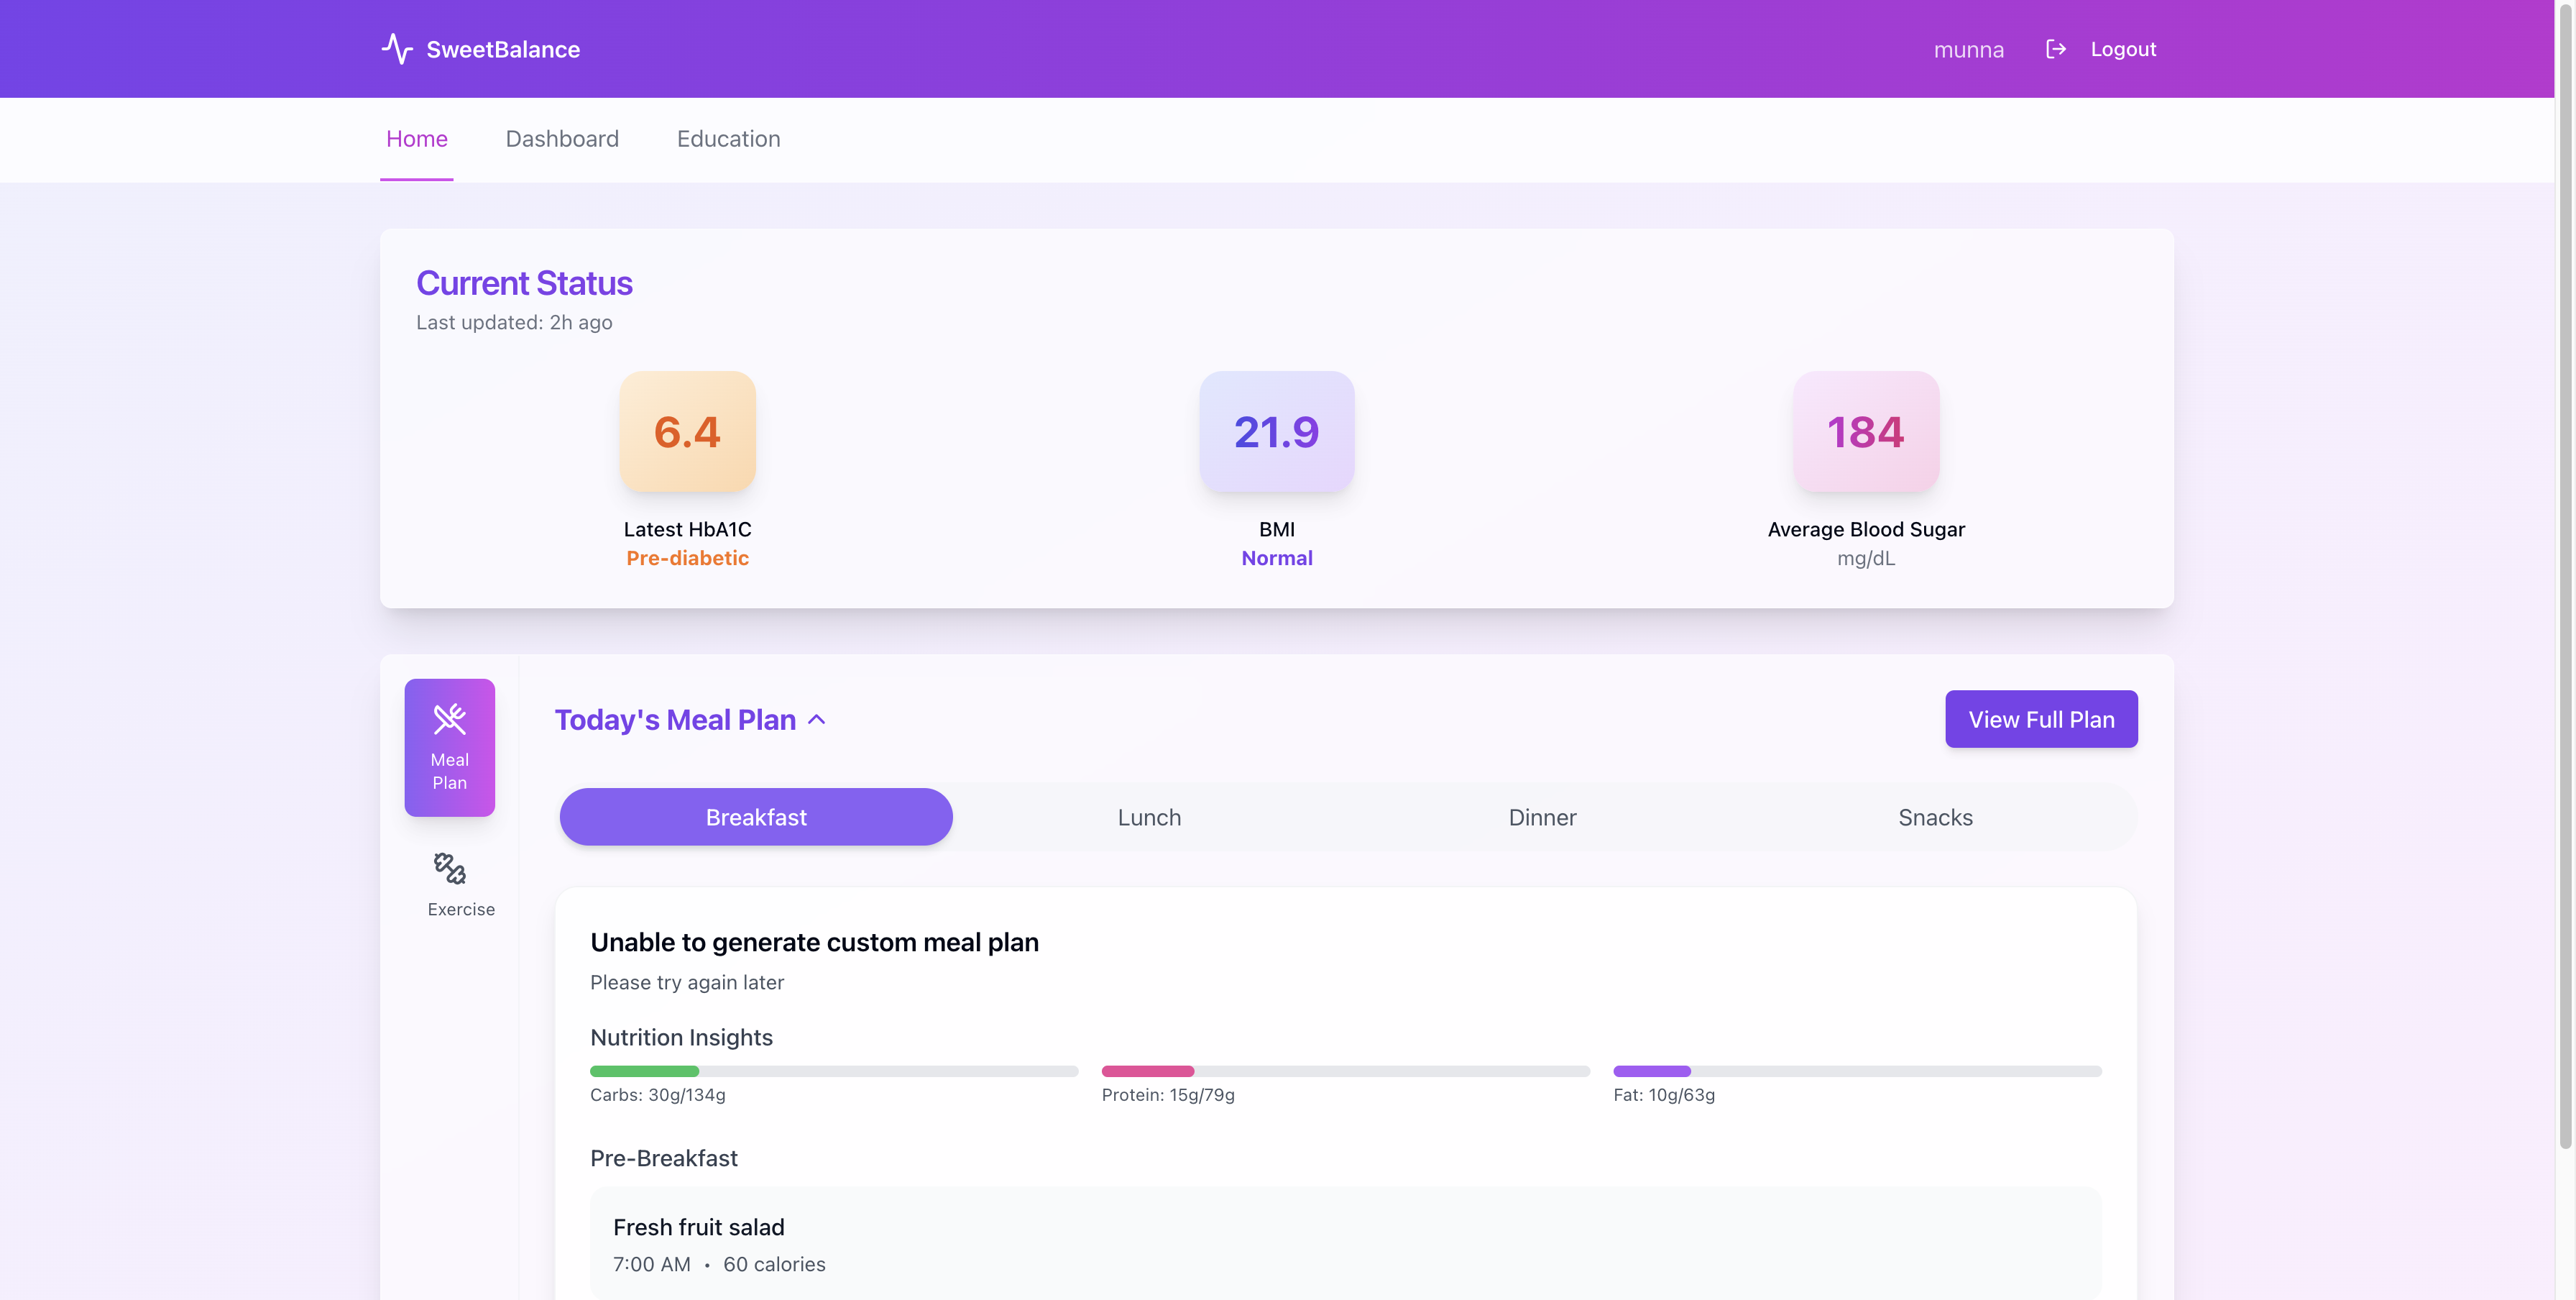 SweetBalance
munna
Logout
Home
Dashboard
Education
Current Status
Last updated: 2h ago
6.4
21.9
184
Latest HbA1C
BMI
Average Blood Sugar
Pre-diabetic
Normal
mg/dL
Meal
Plan
Exercise
Today's Meal Plan
View Full Plan
Breakfast
Lunch
Dinner
Snacks
Unable to generate custom meal plan
Please try again later
Nutrition Insights
Carbs: 30g/134g
Protein: 15g/79g
Fat: 10g/63g
Pre-Breakfast
Fresh fruit salad
7:00 AM • 60 calories